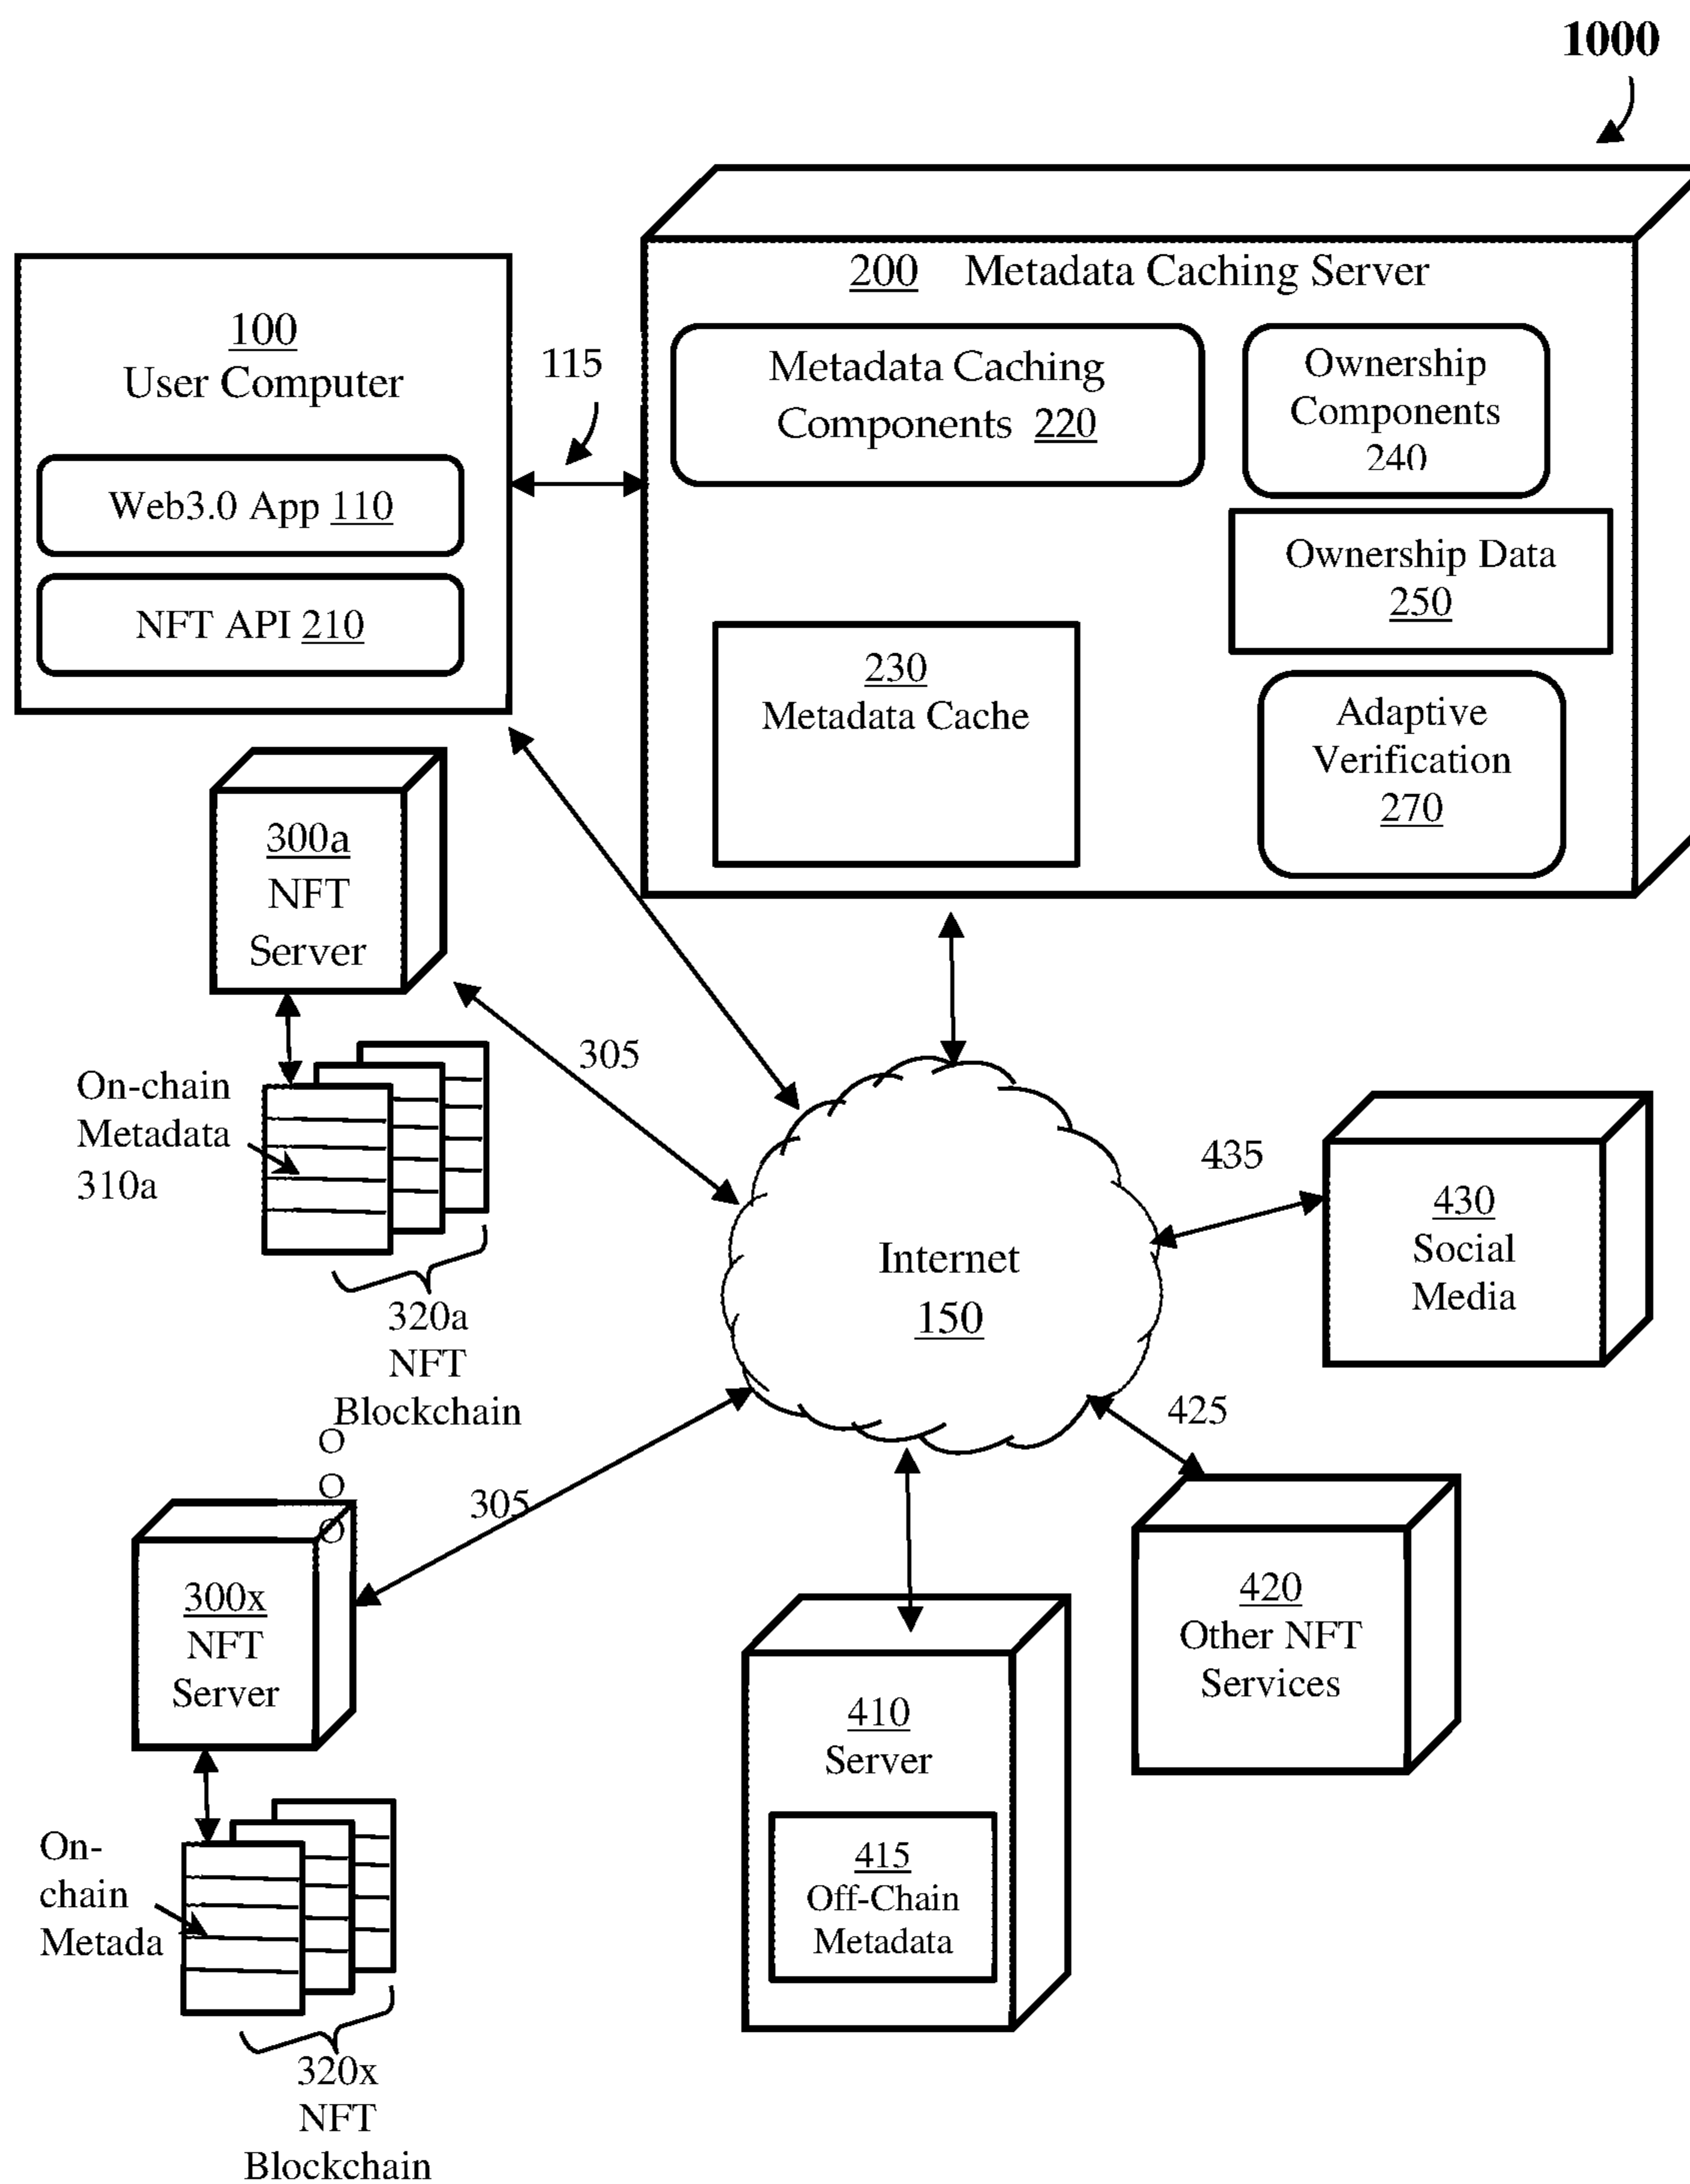 1000
200 Metadata Caching Server
100
User Computer
115
Metadata Caching
Components 220
Ownership
Components
240
Web3.0 App 110
NFT API 210
Ownership Data
250
230
Metadata Cache
Adaptive
Verification
270
300a
NFT
Server
305
On-chain
Metadata
310a
320a
NFT
Blockchain
O
O
O
Internet
150
435
430
Social
Media
425
305
300x
NFT
Server
420
Other NFT
Services
410
Server
415
Off-Chain
Metadata
On-
chain
Metada
320x
NFT
Blockchain